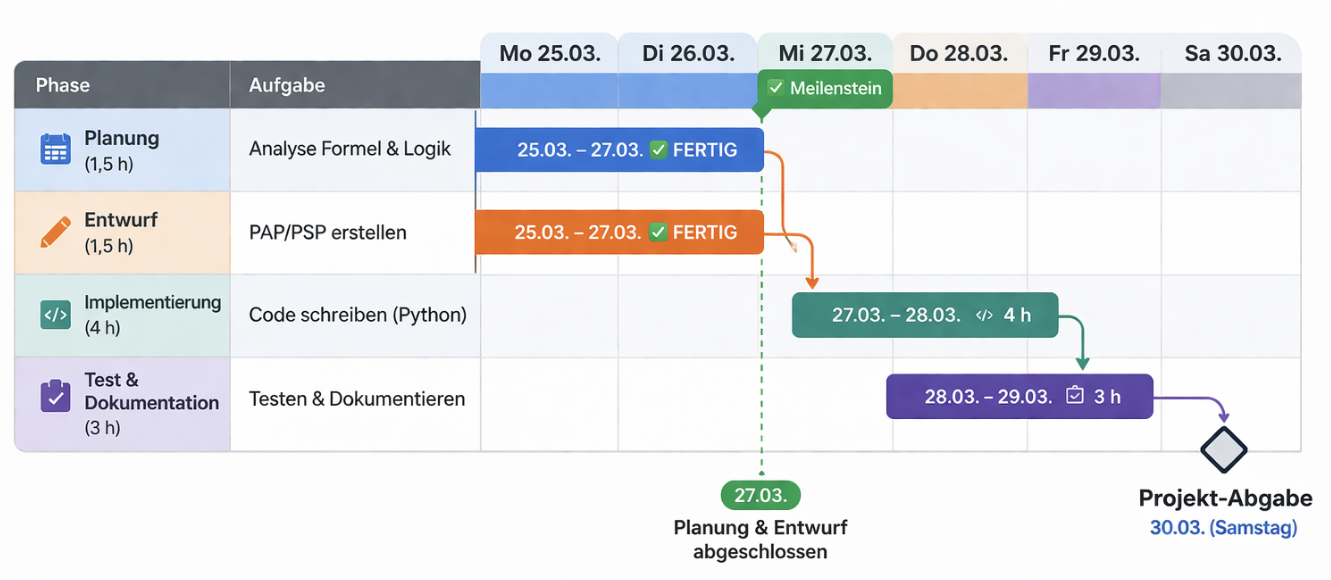 Mo 25.03. Di 26.03. Mi 27.03. Do 28.03. Fr 29.03. Sa 30.03.
Phase Aufgabe
✅ Meilenstein
Planung
(1,5 h)
Analyse Formel & Logik
25.03. – 27.03. ✅ FERTIG
Entwurf
(1,5 h)
PAP/PSP erstellen
25.03. – 27.03. ✅ FERTIG
Implementierung
(4 h)
Code schreiben (Python)
27.03. – 28.03. </> 4 h
Test &
Dokumentation
(3 h)
Testen & Dokumentieren
28.03. – 29.03. 3 h
27.03.
Planung & Entwurf
abgeschlossen
Projekt-Abgabe
30.03. (Samstag)